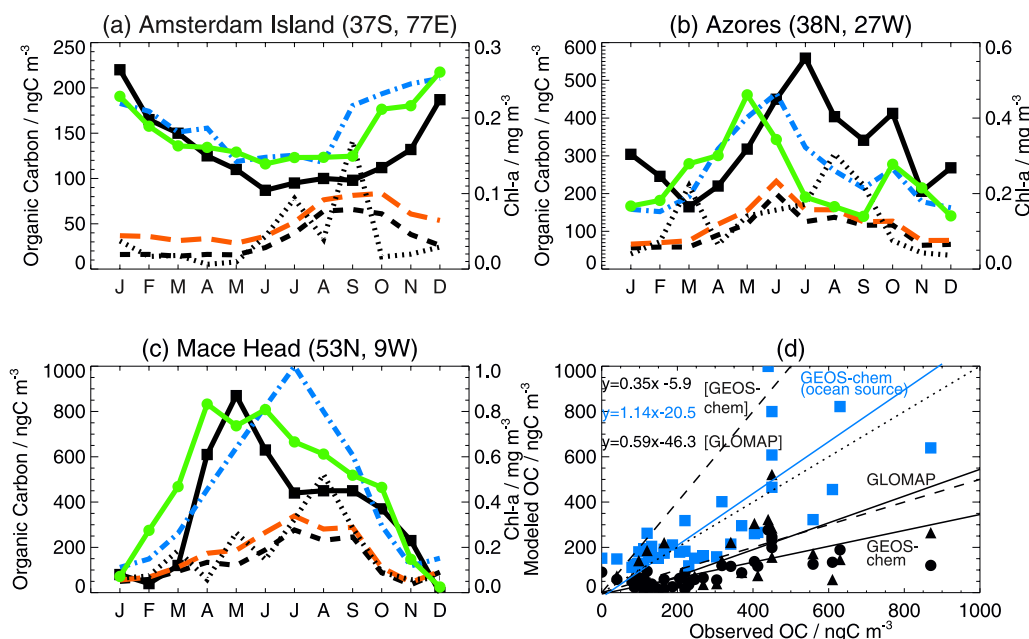 (a) Amsterdam Island (37S, 77E)
Organic Carbon / ngC m-3
250
200
150
100
50
0
0.3
0.2
0.1
0.0
Chl-a / mg m-3
J F M A M J J A S O N D
(b) Azores (38N, 27W)
Organic Carbon / ngC m-3
600
500
400
300
200
100
0
0.6
0.4
0.2
0.0
Chl-a / mg m-3
J F M A M J J A S O N D
(c) Mace Head (53N, 9W)
Organic Carbon / ngC m-3
1000
800
600
400
200
0
1.0
0.8
0.6
0.4
0.2
0.0
Chl-a / mg m-3
J F M A M J J A S O N D
(d)
Modeled OC / ngC m-3
1000
800
600
400
200
0
y=0.35x -5.9 [GEOS-
chem]
y=1.14x-20.5
y=0.59x-46.3 [GLOMAP]
GEOS-chem
(ocean source)
GLOMAP
GEOS-
chem
0 200 400 600 800 1000
Observed OC / ngC m-3